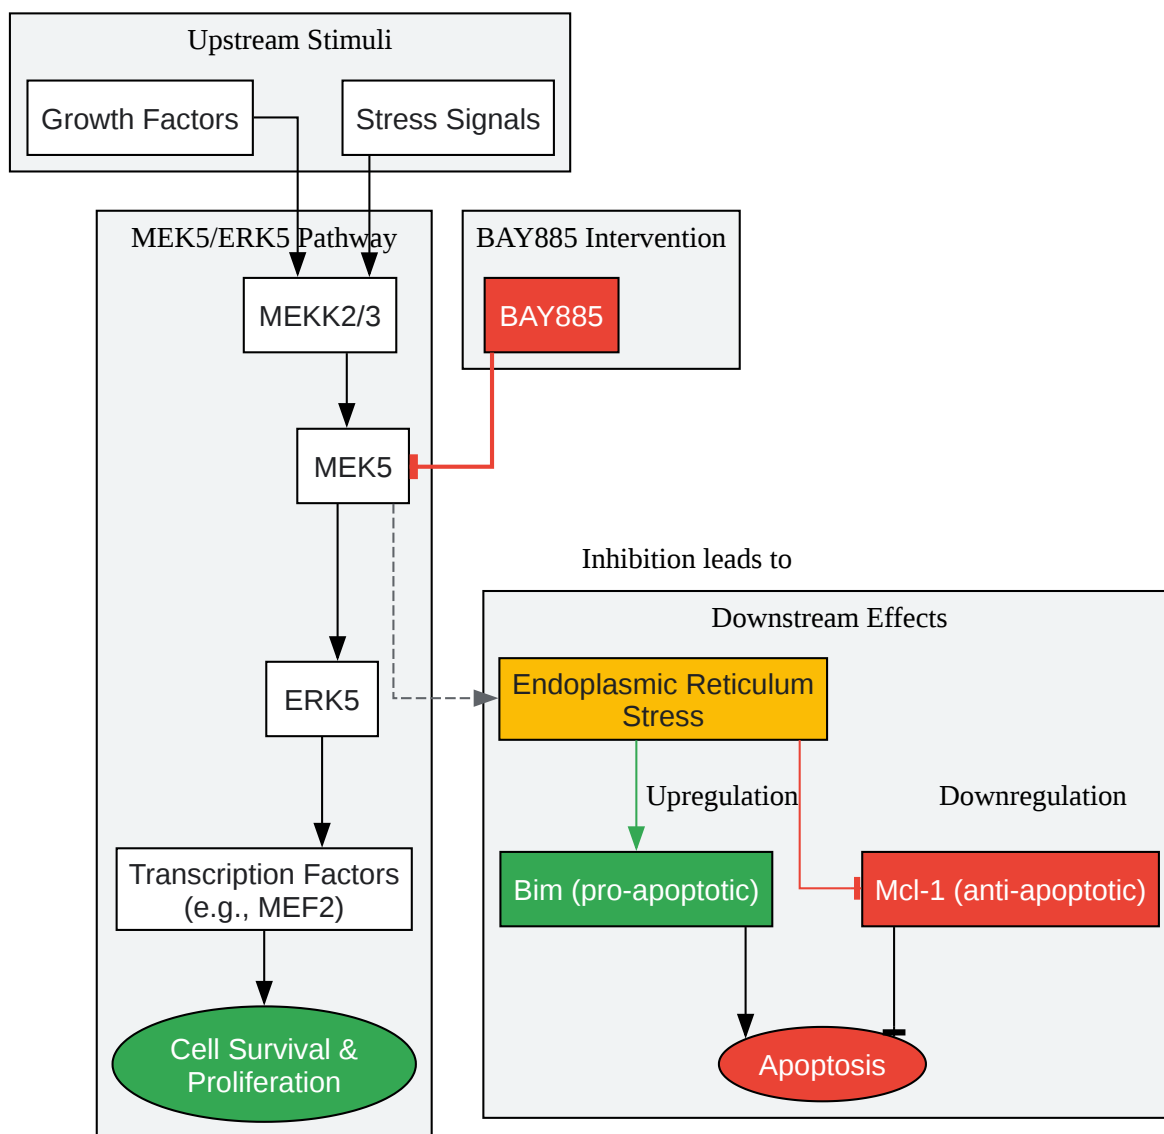 Upstream Stimuli
Growth Factors
Stress Signals
MEK5/ERK5 Pathway
BAY885 Intervention
MEKK2/3
BAY885
MEK5
Inhibition leads to
Downstream Effects
Endoplasmic Reticulum
Stress
ERK5
Upregulation
Downregulation
Transcription Factors
(e.g., MEF2)
Bim (pro-apoptotic)
Mcl-1 (anti-apoptotic)
Cell Survival &
Proliferation
Apoptosis